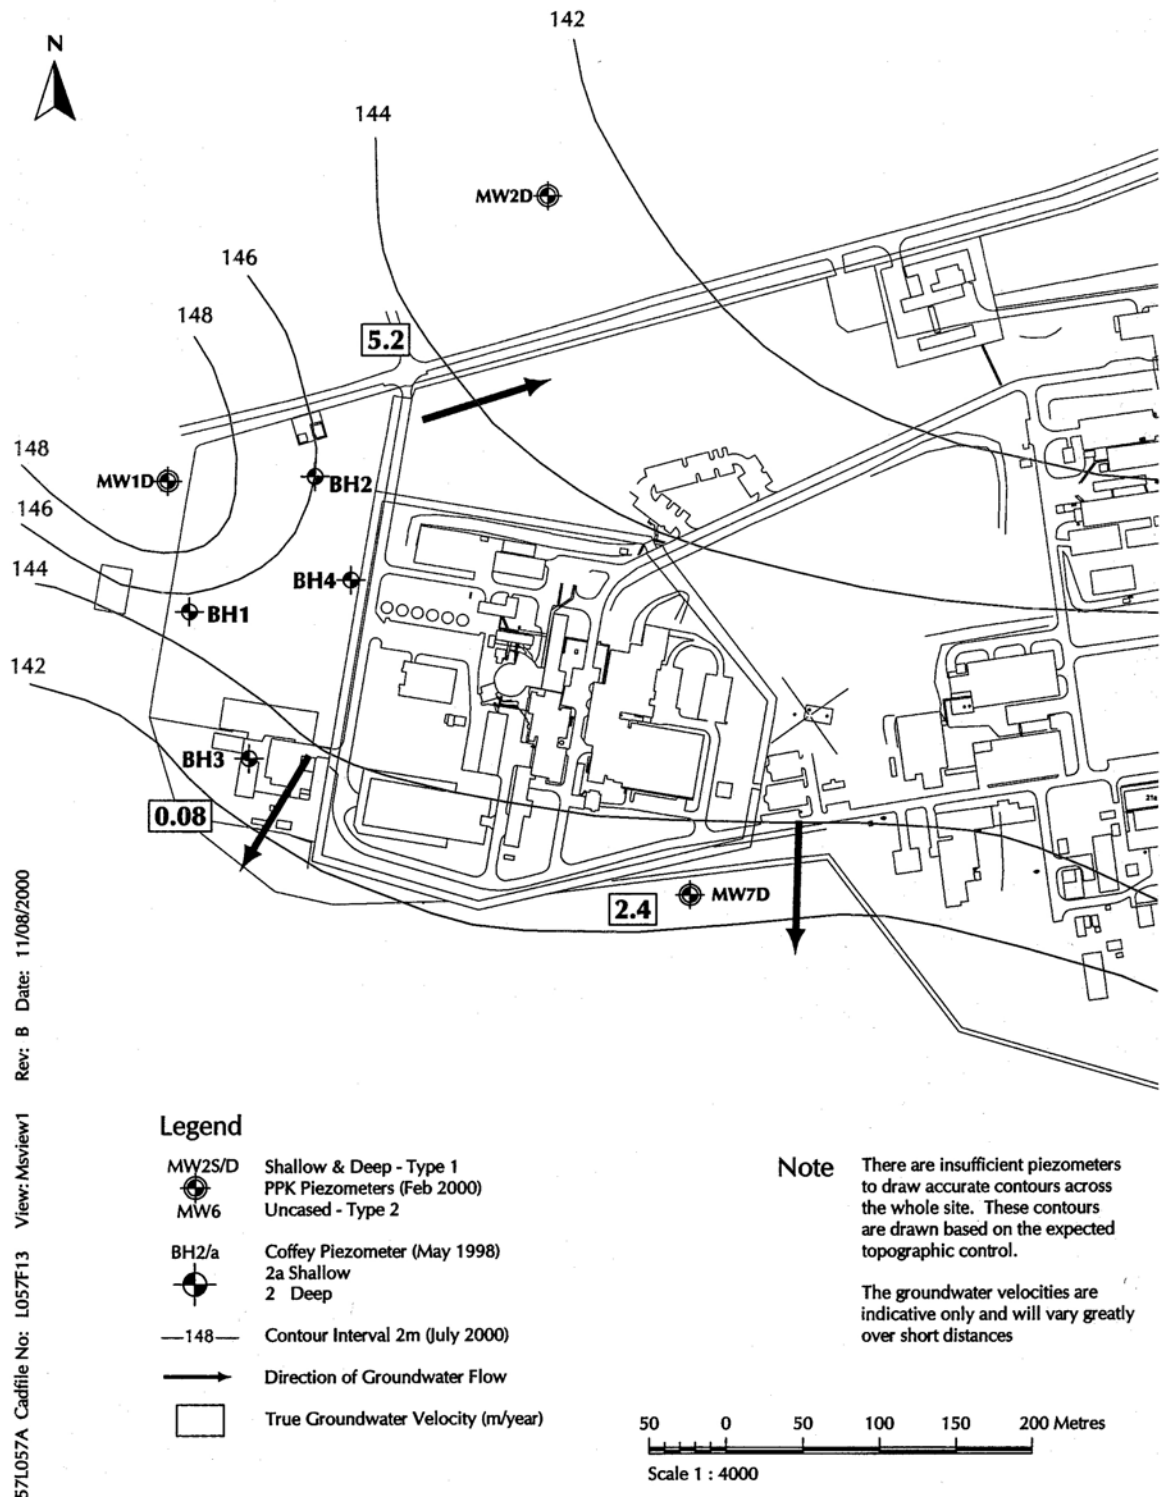 142
N
144
MW2D
146
148
5.2
148
MW1D
BH2
146
144
BH4
BH1
142
BH3
0.08
21a
2.4
MW7D
57L057A Cadfile No: L057F13 View: Msview1 Rev: B Date: 11/08/2000
Legend
MW2S/D Shallow & Deep - Type 1
PPK Piezometers (Feb 2000)
MW6 Uncased - Type 2
BH2/a Coffey Piezometer (May 1998)
2a Shallow
2 Deep
148 Contour Interval 2m (July 2000)
Direction of Groundwater Flow
True Groundwater Velocity (m/year)
Note There are insufficient piezometers
to draw accurate contours across
the whole site. These contours
are drawn based on the expected
topographic control.
The groundwater velocities are
indicative only and will vary greatly
over short distances
50 0 50 100 150 200 Metres
Scale 1 : 4000